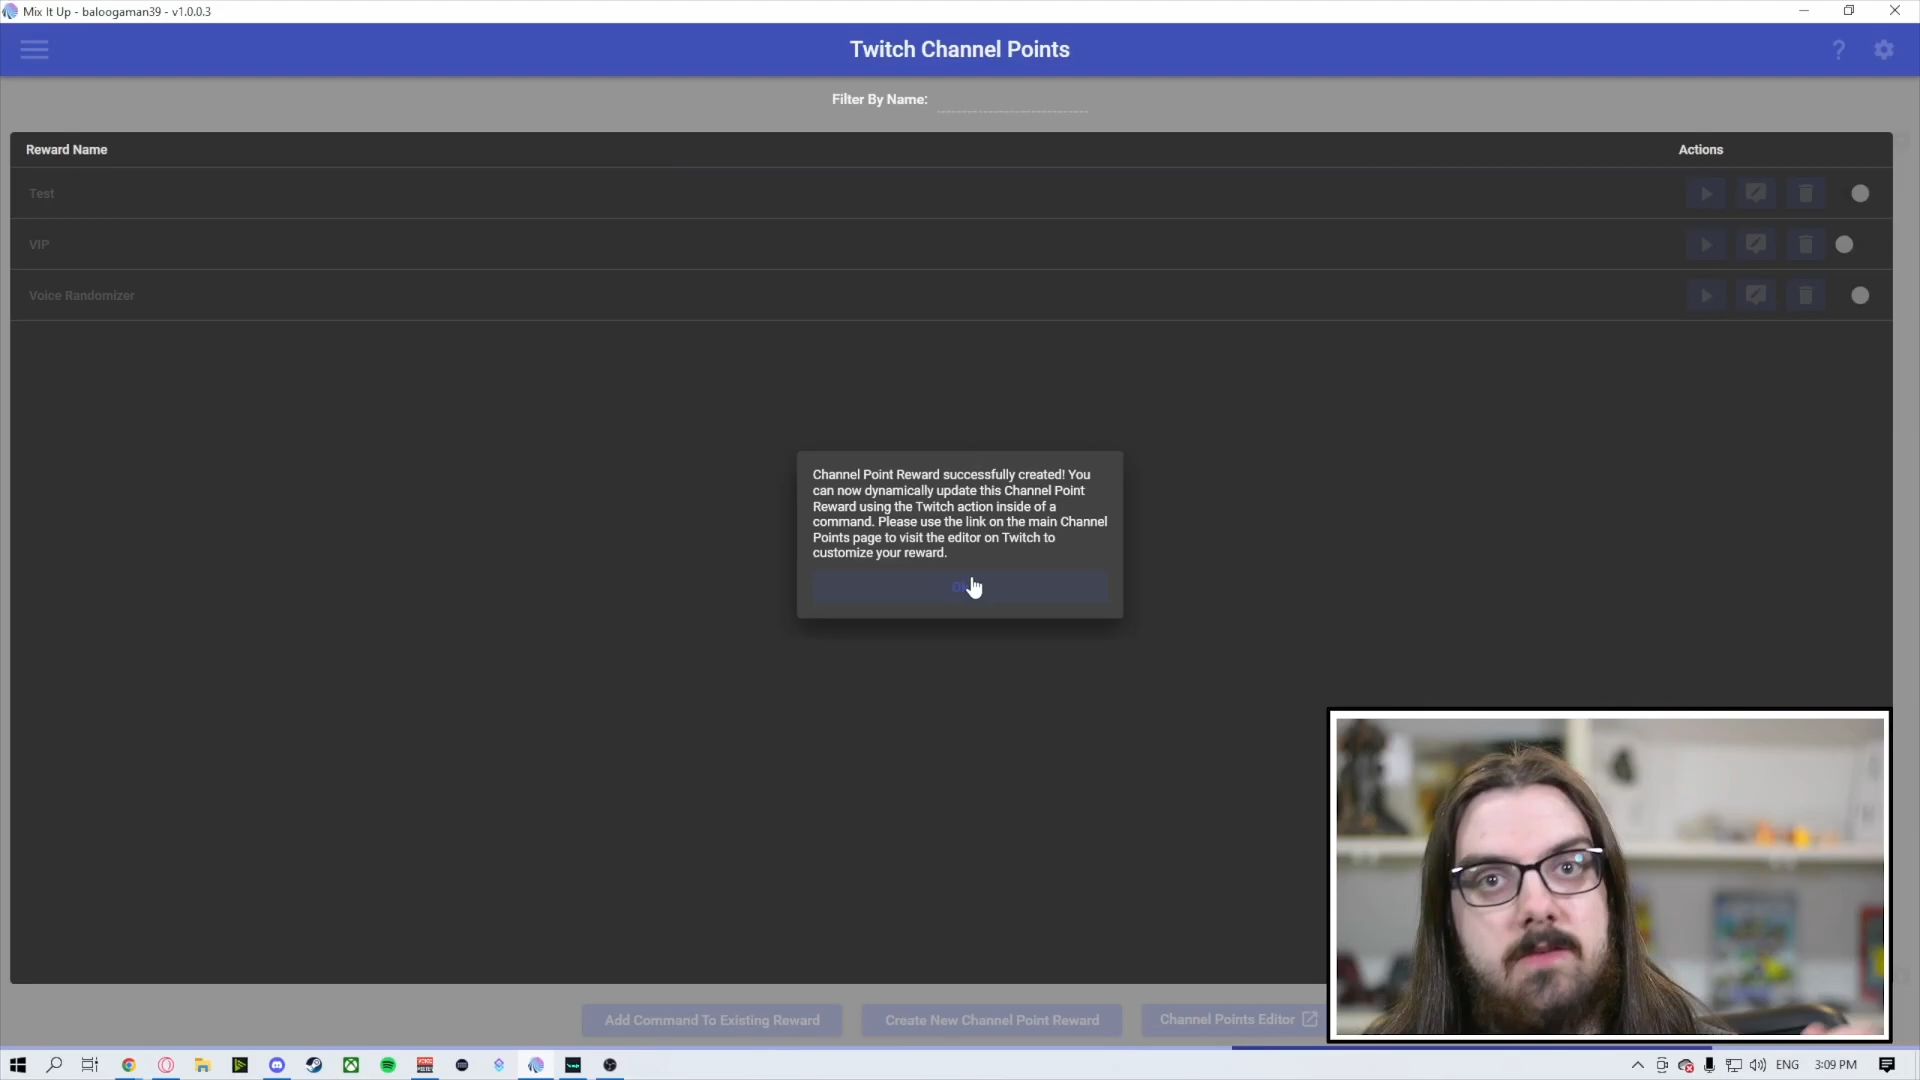 Mix It Up - baloogaman39 - v1.0.0.3
Twitch Channel Points
Filter By Name:
Reward Name
Actions
Test
VIP
Voice Randomizer
Channel Point Reward successfully created! You
can now dynamically update this Channel Point
Reward using the Twitch action inside of a
command. Please use the link on the main Channel
Points page to visit the editor on Twitch to
customize your reward.
Add Command To Existing Reward
Create New Channel Point Reward
Channel Points Editor
ENG
3:09 PM